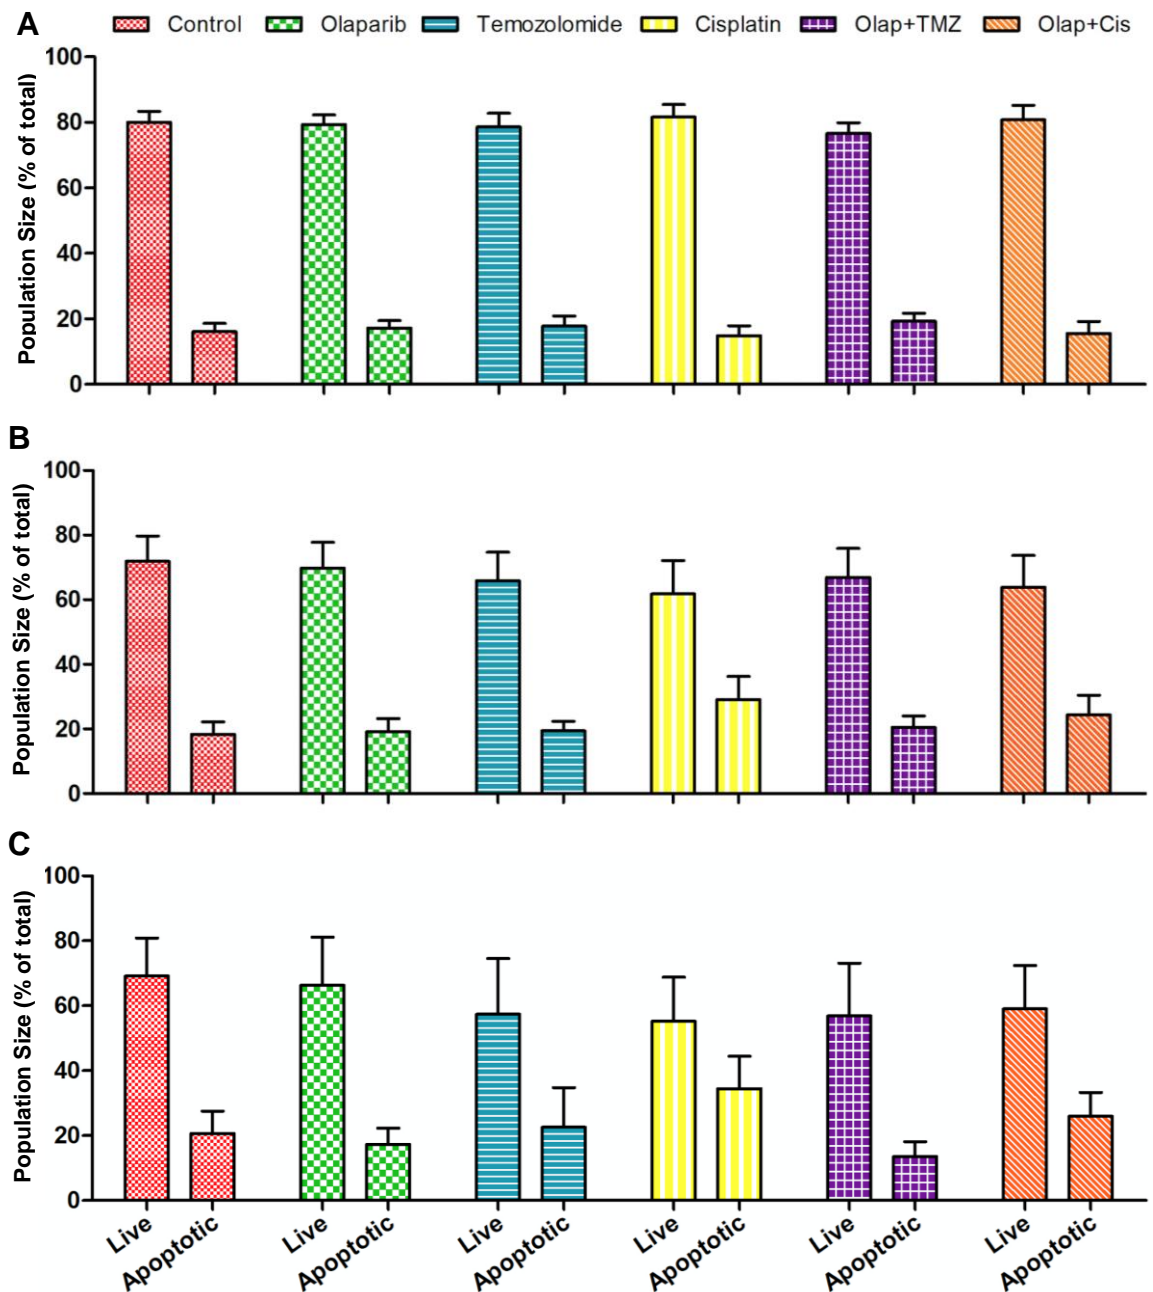 A
Control Olaparib Temozolomide Cisplatin Olap+TMZ Olap+Cis
Population Size (% of total)
100
80
60
40
20
0
B
Population Size (% of total)
100
80
60
40
20
0
C
Population Size (% of total)
100
80
60
40
20
0
Live Apoptotic Live Apoptotic Live Apoptotic Live Apoptotic Live Apoptotic Live Apoptotic